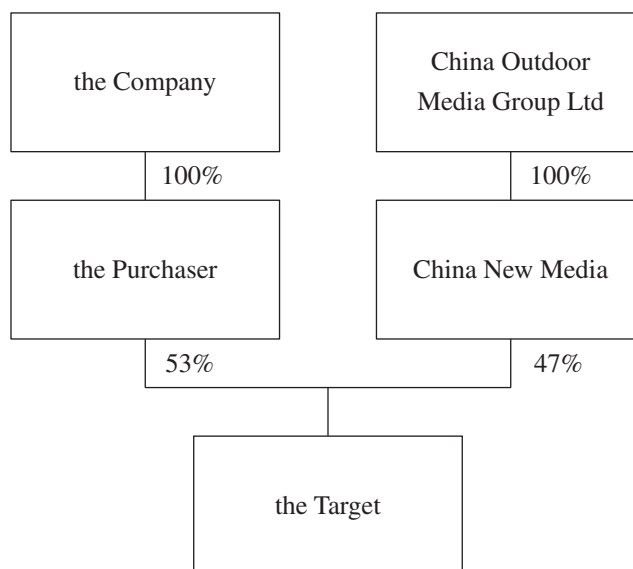 the Company
China Outdoor
Media Group Ltd
100%
100%
the Purchaser
China New Media
53%
47%
the Target